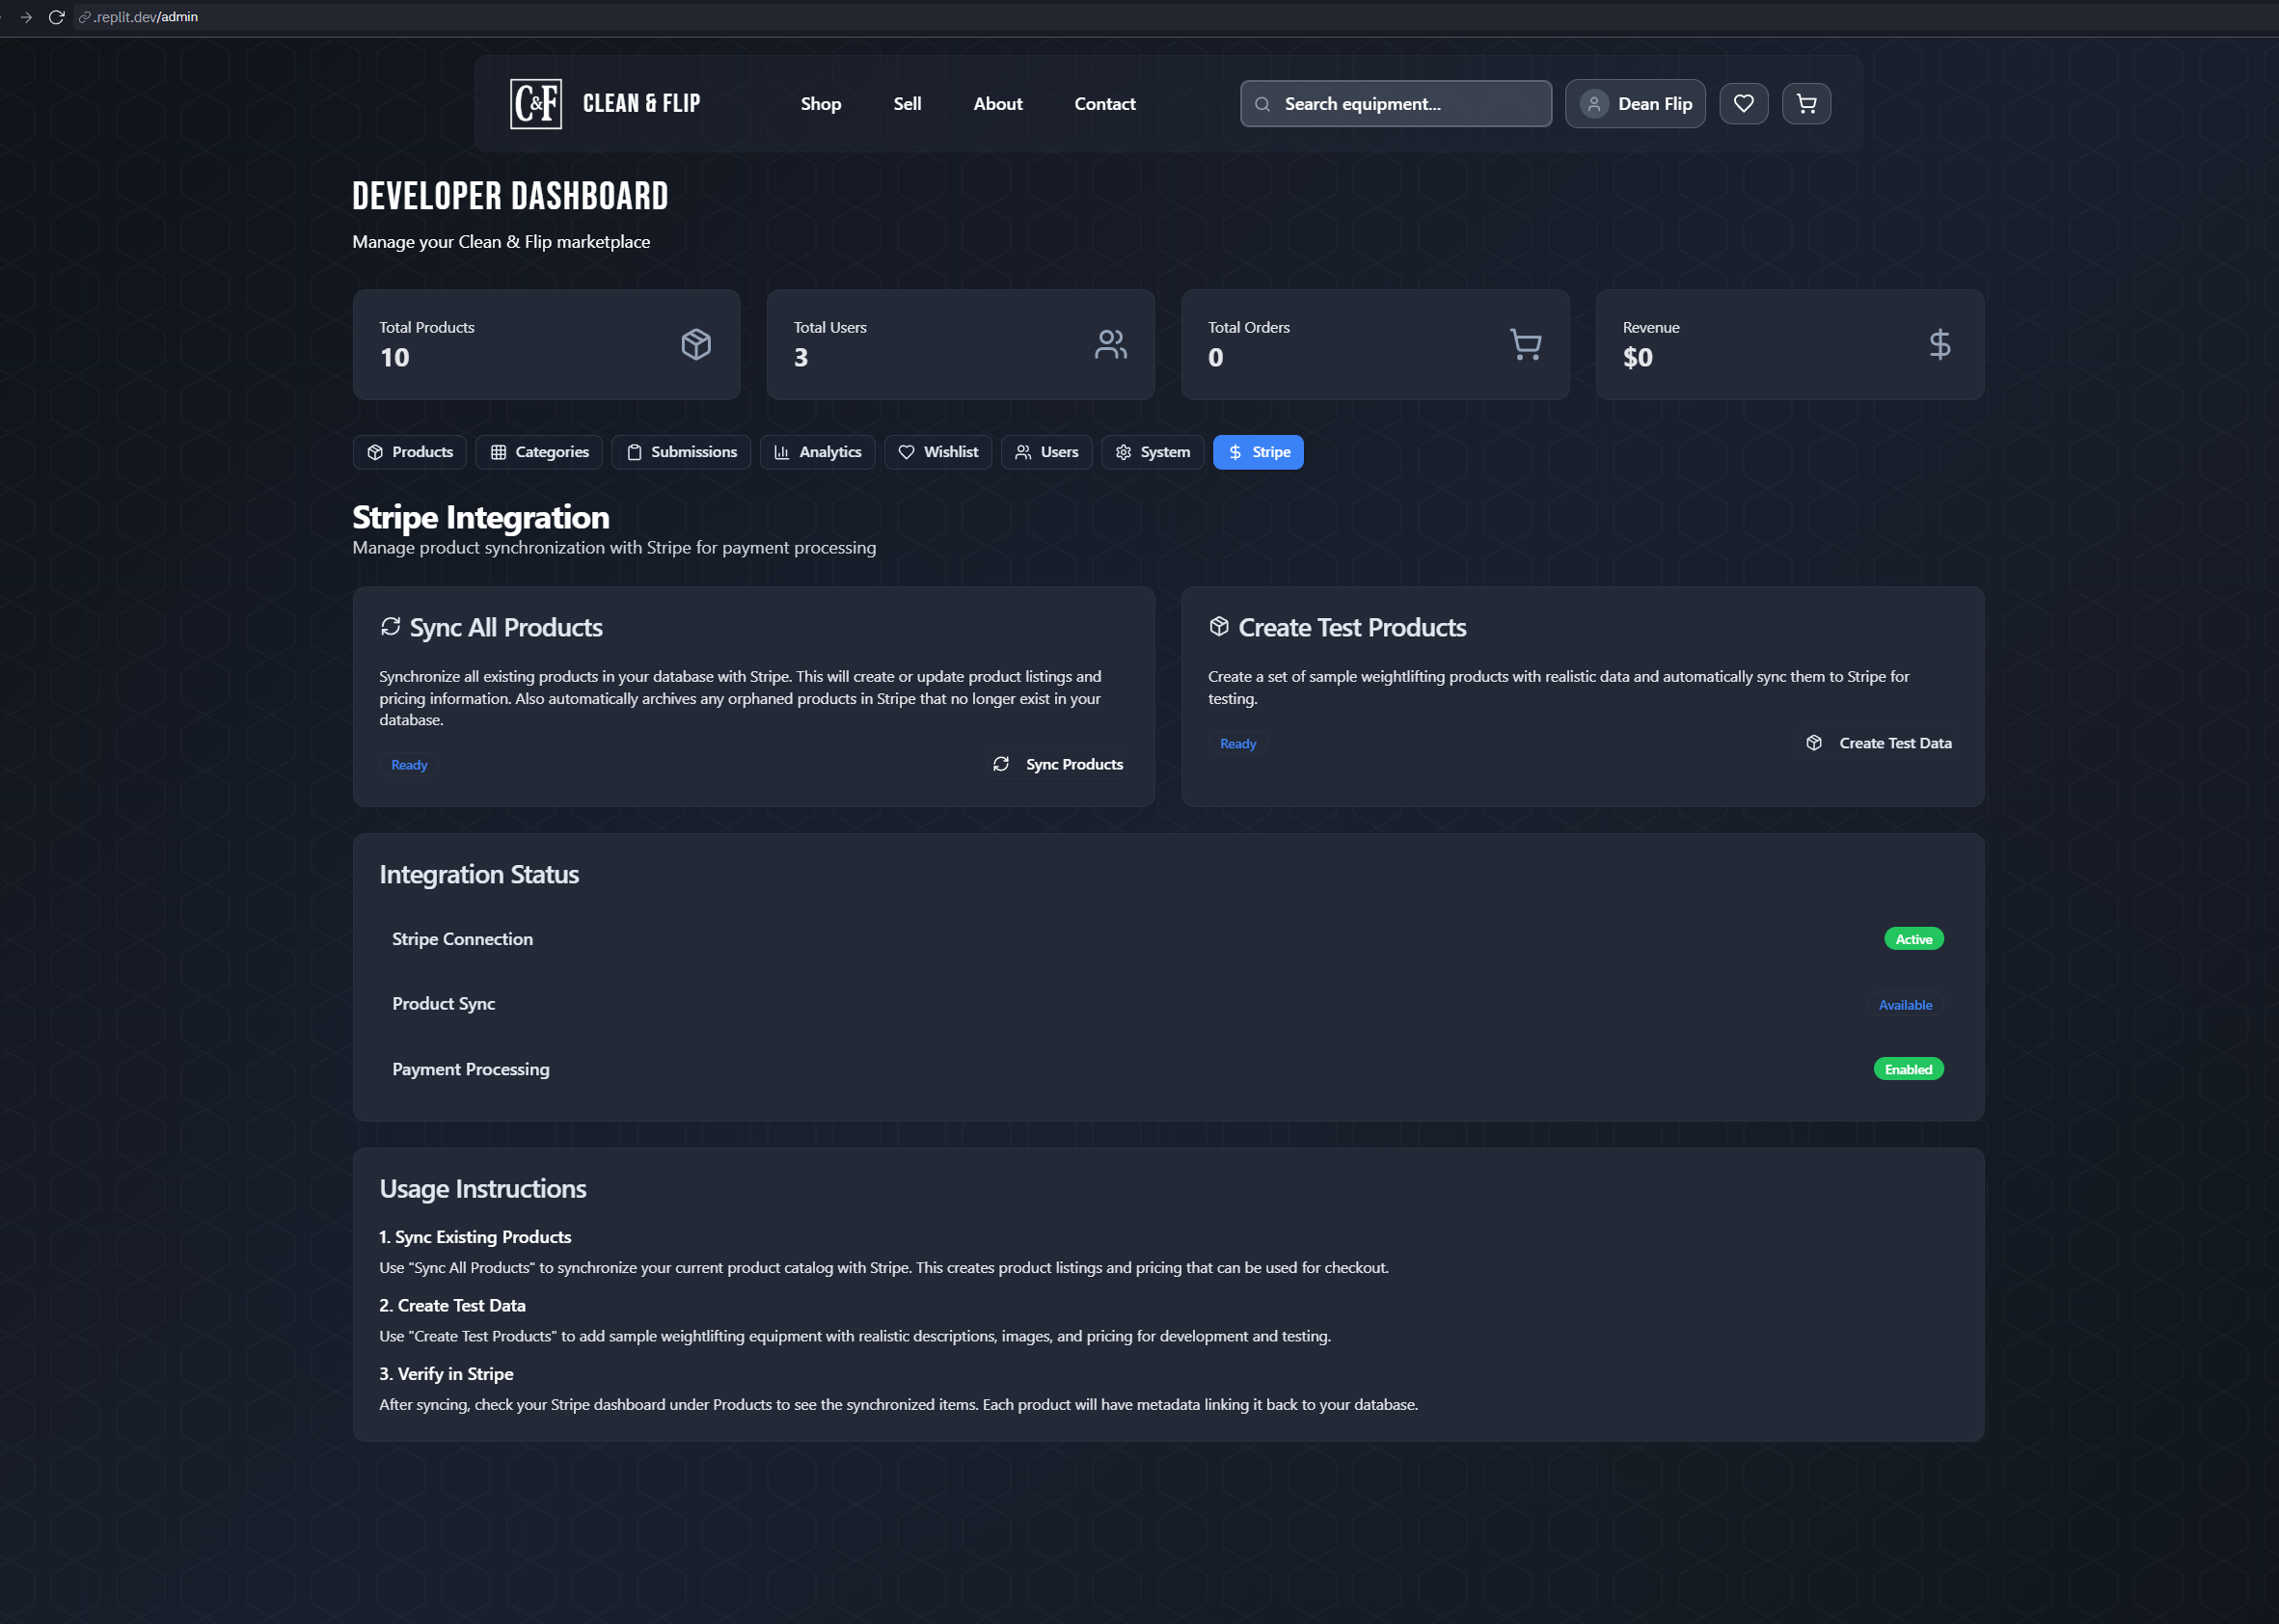 .replit.dev/admin
C&F
CLEAN & FLIP
Shop
Sell
About
Contact
Search equipment...
Dean Flip
DEVELOPER DASHBOARD
Manage your Clean & Flip marketplace
Total Products
10
Total Users
3
Total Orders
0
Revenue
$0
Products
Categories
Submissions
Analytics
Wishlist
Users
System
Stripe
Stripe Integration
Manage product synchronization with Stripe for payment processing
Sync All Products
Synchronize all existing products in your database with Stripe. This will create or update product listings and
pricing information. Also automatically archives any orphaned products in Stripe that no longer exist in your
database.
Ready
Sync Products
Create Test Products
Create a set of sample weightlifting products with realistic data and automatically sync them to Stripe for
testing.
Ready
Create Test Data
Integration Status
Stripe Connection
Active
Product Sync
Available
Payment Processing
Enabled
Usage Instructions
1. Sync Existing Products
Use "Sync All Products" to synchronize your current product catalog with Stripe. This creates product listings and pricing that can be used for checkout.
2. Create Test Data
Use "Create Test Products" to add sample weightlifting equipment with realistic descriptions, images, and pricing for development and testing.
3. Verify in Stripe
After syncing, check your Stripe dashboard under Products to see the synchronized items. Each product will have metadata linking it back to your database.